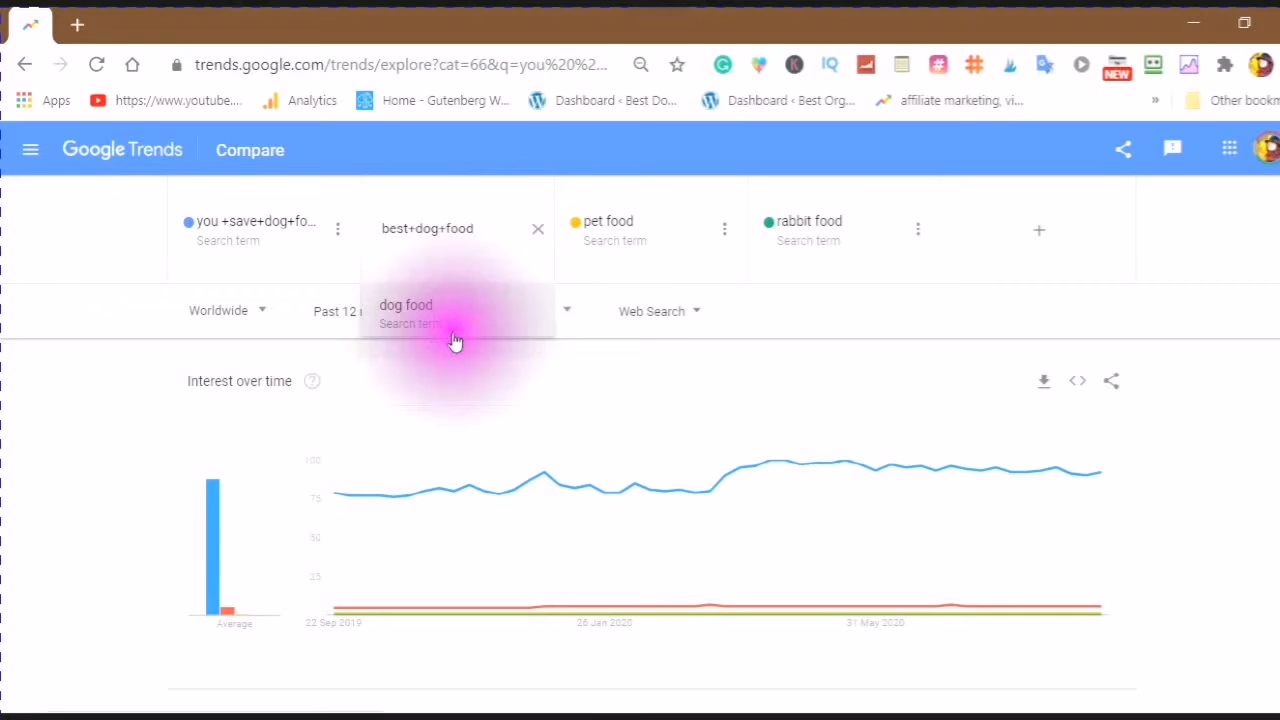 trends.google.com/trends/explore?cat=66&q=you%20%2...
NEW
Apps
https://www.youtube....
Analytics
Home - Gutenberg W...
Dashboard ‹ Best Do...
Dashboard ‹ Best Org...
affiliate marketing, vi...
»
Other bookm
Google Trends
Compare
you +save+dog+fo...
Search term
best+dog+food
pet food
Search term
rabbit food
Search term
+
dog food
Search term
Worldwide
Past 12
Web Search
Interest over time
100
75
50
25
Average
22 Sep 2019
26 Jan 2020
31 May 2020